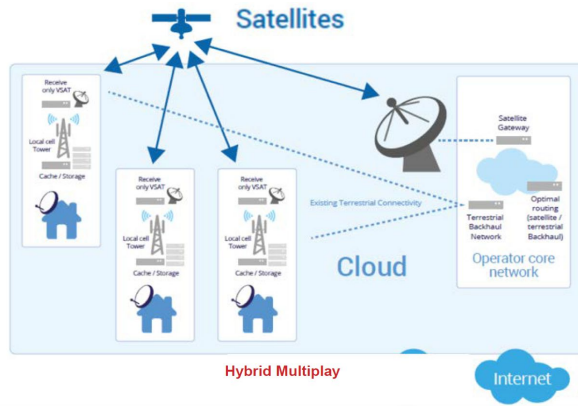 Satellites
Receive
only VSAT
Local cell
Tower
Cache / Storage
Receive
only VSAT
Local cell
Tower
Cache / Storage
Receive
only VSAT
Local cell
Tower
Cache / Storage
Existing Terrestrial Connectivity
Cloud
Satellite
Gateway
Terrestrial
Backhaul
Network
Optimal
routing
(satellite /
terrestrial
Backhaul)
Operator core
network
Hybrid Multiplay
Internet